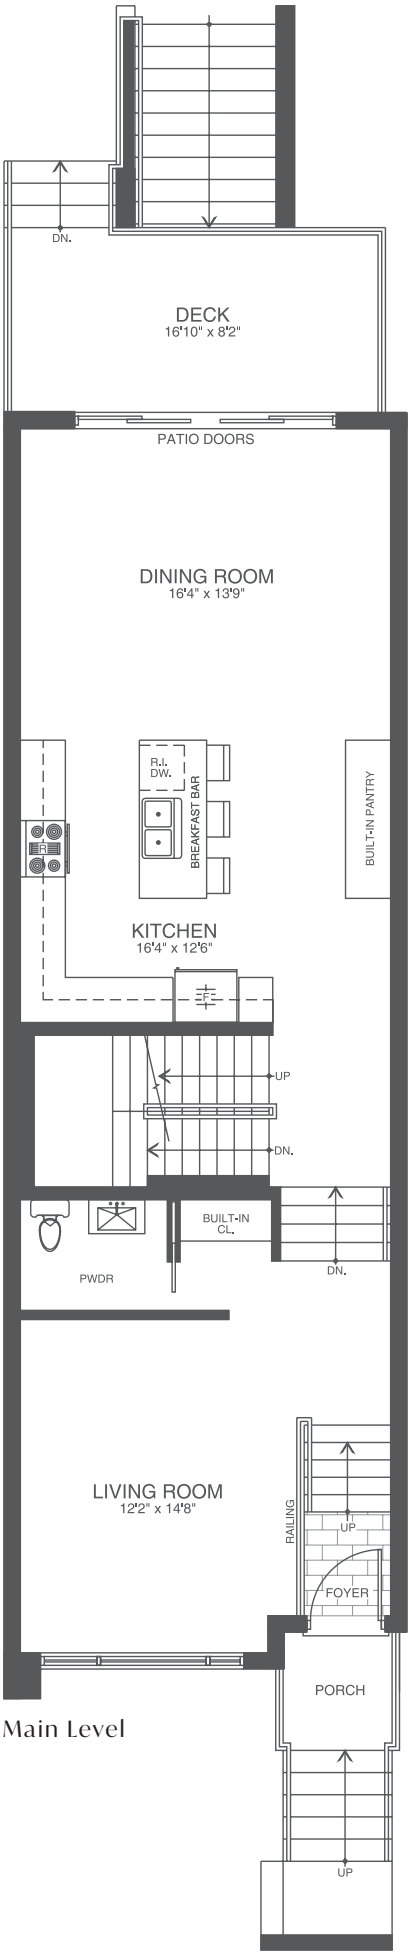 DN.
DECK
16'10" x 8'2"
PATIO DOORS
DINING ROOM
16'4" x 13'9"
R.I.
DW.
BREAKFAST BAR
BUILT-IN PANTRY
R
KITCHEN
16'4" x 12'6"
F
UP
DN.
BUILT-IN
CL.
DN.
PWDR
LIVING ROOM
12'2" x 14'8"
RAILING
UP
FOYER
PORCH
Main Level
UP